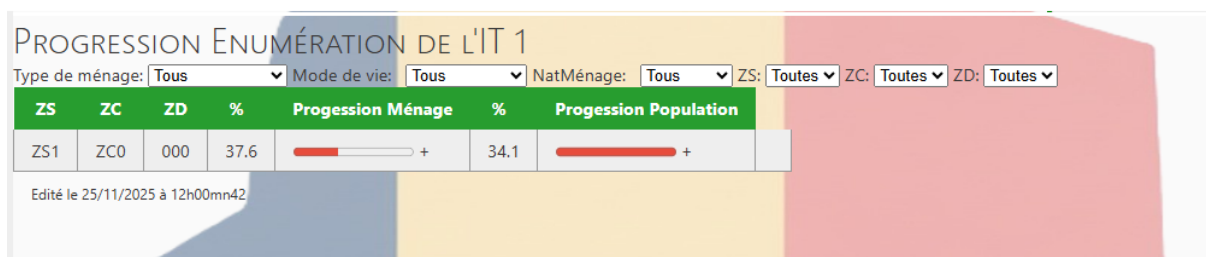 PROGRESSION ENUMÉRATION DE L'IT 1
Type de ménage: Tous Mode de vie: Tous NatMénage: Tous ZS: Toutes ZC: Toutes ZD: Toutes
ZS ZC ZD % Progession Ménage % Progession Population
ZS1 ZC0 000 37.6 + 34.1 +
Edité le 25/11/2025 à 12h00mn42